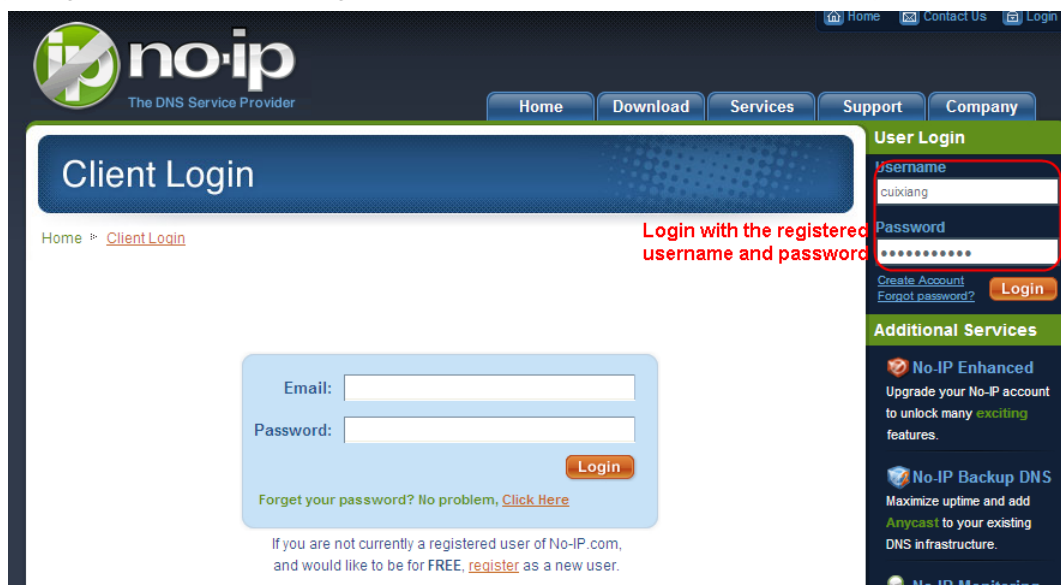 Home Contact Us Login
ip no·ip
The DNS Service Provider
Home Download Services Support Company
Client Login
Home Client Login
Login with the registered
username and password
User Login
Username
cuixiang
Password
•••••••••••
Create Account
Forgot password?
Login
Additional Services
No-IP Enhanced
Upgrade your No-IP account
to unlock many exciting
features.
No-IP Backup DNS
Maximize uptime and add
Anycast to your existing
DNS infrastructure.
No-IP Monitoring
Email:
Password:
Login
Forget your password? No problem, Click Here
If you are not currently a registered user of No-IP.com,
and would like to be for FREE, register as a new user.